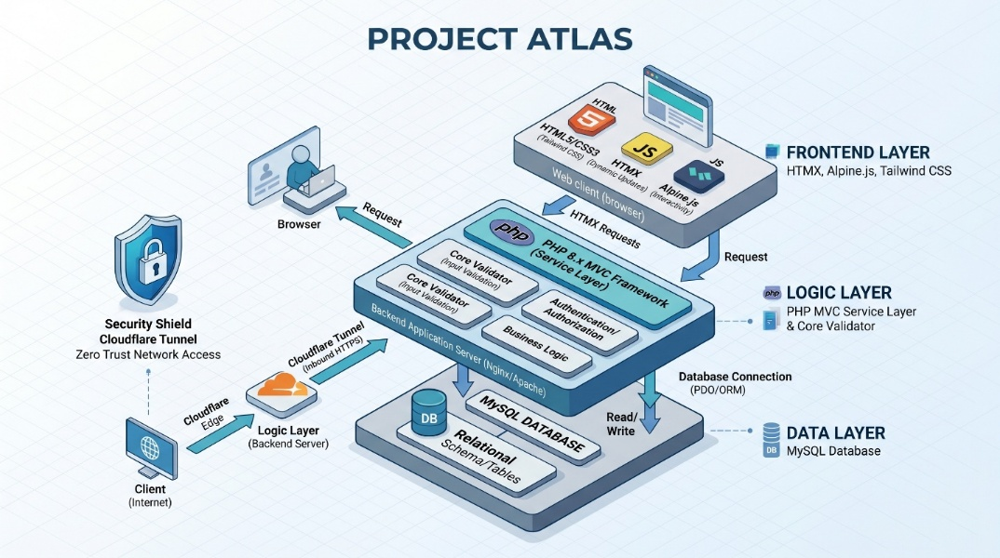 PROJECT ATLAS
HTML
5
HTML5/CSS3
(Tailwind CSS)
JS
HTMX
(Dynamic Updates)
JS
Alpine.js
(Interactivity)
Web client (browser)
FRONTEND LAYER
HTMX, Alpine.js, Tailwind CSS
Browser
Request
HTMX Requests
Request
php
PHP 8.x MVC Framework
(Service Layer)
Core Validator
(Input Validation)
Core Validator
(Input Validation)
Authentication/
Authorization
Business Logic
Backend Application Server (Nginx/Apache)
php
LOGIC LAYER
PHP MVC Service Layer
& Core Validator
Security Shield
Cloudflare Tunnel
Zero Trust Network Access
Cloudflare Tunnel
(Inbound HTTPS)
Cloudflare
Edge
Logic Layer
(Backend Server)
Client
(Internet)
Database Connection
(PDO/ORM)
Read/
Write
DB
MySQL DATABASE
Relational
Schema/Tables
DB
DATA LAYER
MySQL Database